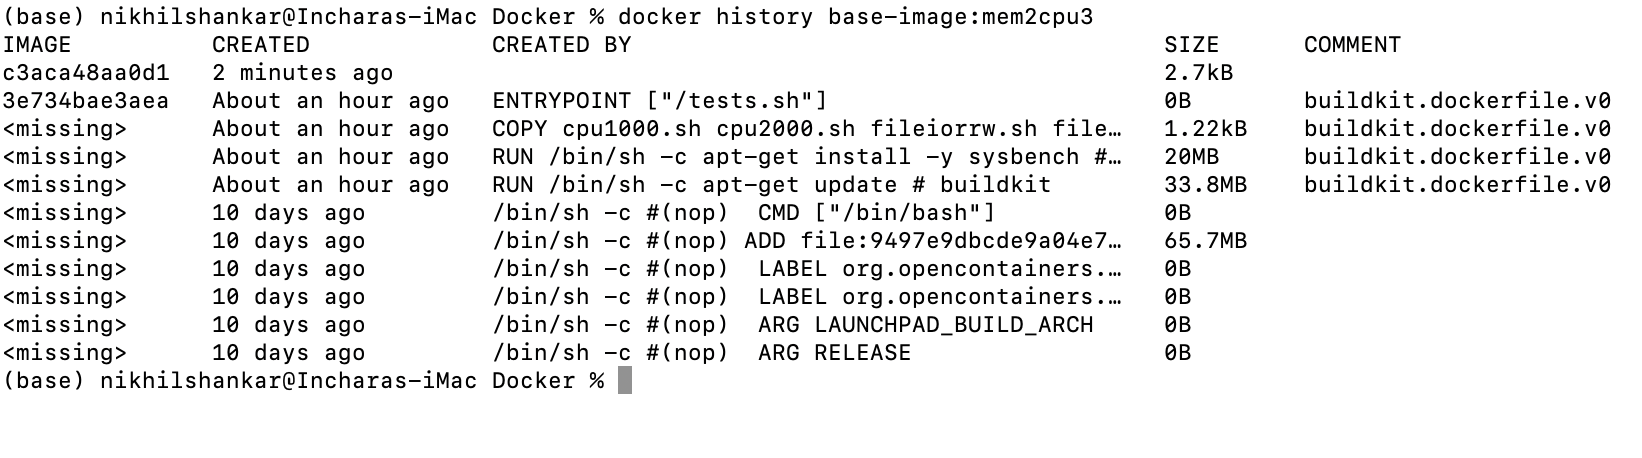 (base) nikhilshankar@Incharas-iMac Docker % docker history base-image:mem2cpu3
IMAGE CREATED CREATED BY SIZE COMMENT
c3aca48aa0d1 2 minutes ago 2.7kB
3e734bae3aea About an hour ago ENTRYPOINT ["/tests.sh"] 0B buildkit.dockerfile.v0
<missing> About an hour ago COPY cpu1000.sh cpu2000.sh fileiorrw.sh file… 1.22kB buildkit.dockerfile.v0
<missing> About an hour ago RUN /bin/sh -c apt-get install -y sysbench #… 20MB buildkit.dockerfile.v0
<missing> About an hour ago RUN /bin/sh -c apt-get update # buildkit 33.8MB buildkit.dockerfile.v0
<missing> 10 days ago /bin/sh -c #(nop)  CMD ["/bin/bash"] 0B
<missing> 10 days ago /bin/sh -c #(nop) ADD file:9497e9dbcde9a04e7… 65.7MB
<missing> 10 days ago /bin/sh -c #(nop)  LABEL org.opencontainers.… 0B
<missing> 10 days ago /bin/sh -c #(nop)  LABEL org.opencontainers.… 0B
<missing> 10 days ago /bin/sh -c #(nop)  ARG LAUNCHPAD_BUILD_ARCH 0B
<missing> 10 days ago /bin/sh -c #(nop)  ARG RELEASE 0B
(base) nikhilshankar@Incharas-iMac Docker %